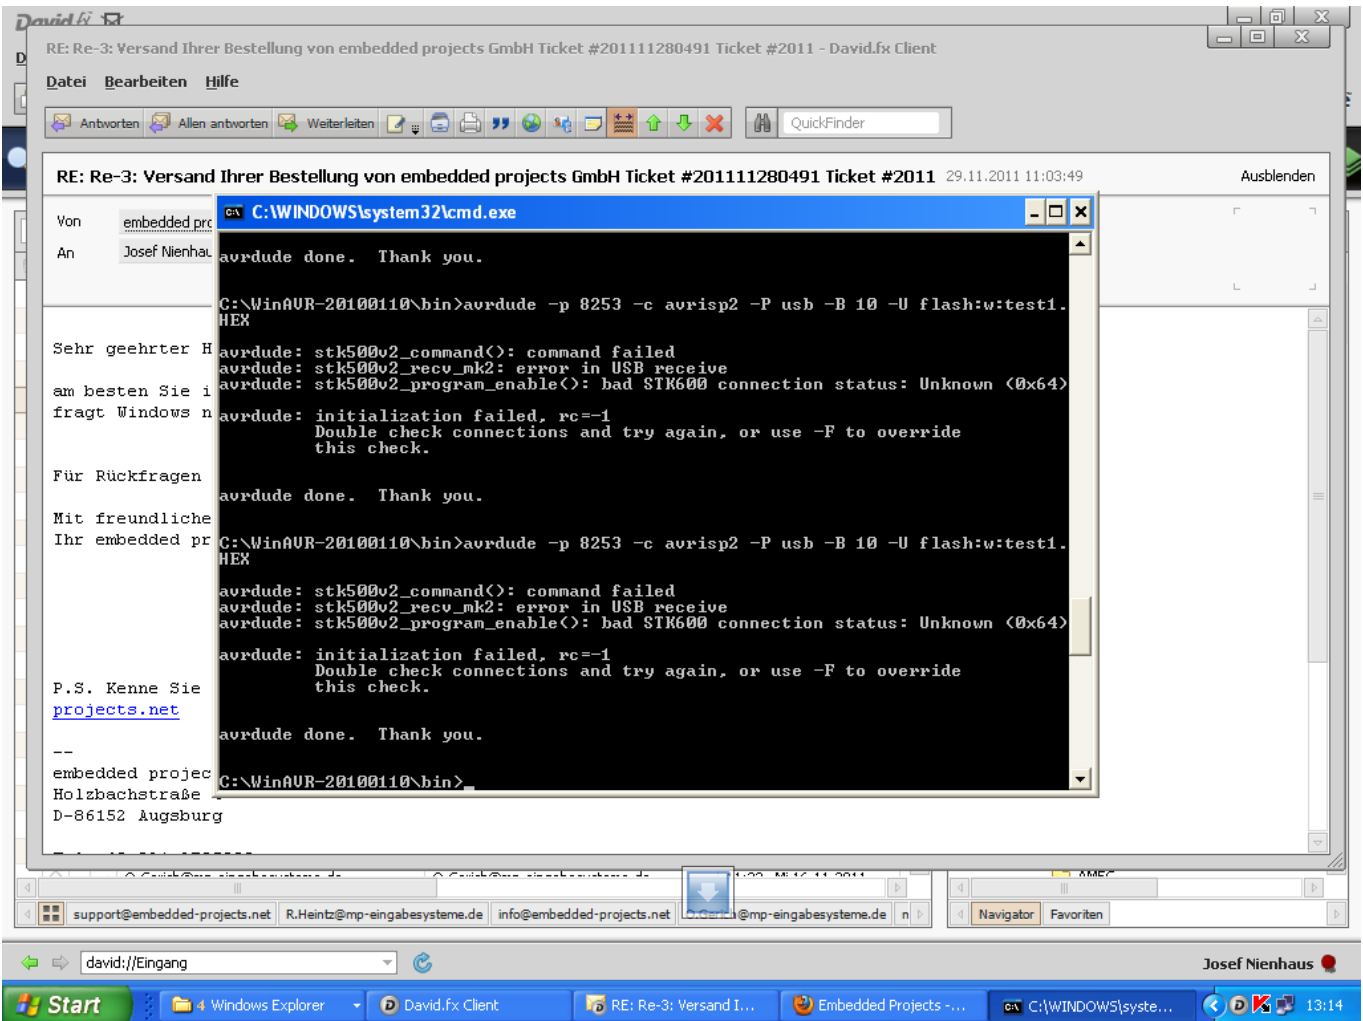 David.fx
RE: Re-3: Versand Ihrer Bestellung von embedded projects GmbH Ticket #201111280491 Ticket #2011 - David.fx Client
Datei Bearbeiten Hilfe
Antworten Allen antworten Weiterleiten QuickFinder
RE: Re-3: Versand Ihrer Bestellung von embedded projects GmbH Ticket #201111280491 Ticket #2011 29.11.2011 11:03:49 Ausblenden
Von embedded pro
An Josef Nienhau
C:\WINDOWS\system32\cmd.exe
avrdude done.  Thank you.
C:\WinAVR-20100110\bin>avrdude -p 8253 -c avrisp2 -P usb -B 10 -U flash:w:test1.
HEX
avrdude: stk500v2_command(): command failed
avrdude: stk500v2_recv_mk2: error in USB receive
avrdude: stk500v2_program_enable(): bad STK600 connection status: Unknown (0x64)
avrdude: initialization failed, rc=-1
Double check connections and try again, or use -F to override
this check.
avrdude done.  Thank you.
C:\WinAVR-20100110\bin>avrdude -p 8253 -c avrisp2 -P usb -B 10 -U flash:w:test1.
HEX
avrdude: stk500v2_command(): command failed
avrdude: stk500v2_recv_mk2: error in USB receive
avrdude: stk500v2_program_enable(): bad STK600 connection status: Unknown (0x64)
avrdude: initialization failed, rc=-1
Double check connections and try again, or use -F to override
this check.
avrdude done.  Thank you.
C:\WinAVR-20100110\bin>_
Sehr geehrter H
am besten Sie i
fragt Windows n
Für Rückfragen
Mit freundliche
Ihr embedded pr
P.S. Kenne Sie
projects.net
--
embedded projec
Holzbachstraße
D-86152 Augsburg
support@embedded-projects.net R.Heintz@mp-eingabesysteme.de info@embedded-projects.net O.Gerich@mp-eingabesysteme.de n Navigator Favoriten
david://Eingang Josef Nienhaus
Start 4 Windows Explorer David.fx Client RE: Re-3: Versand I... Embedded Projects -... C:\WINDOWS\syste... 13:14